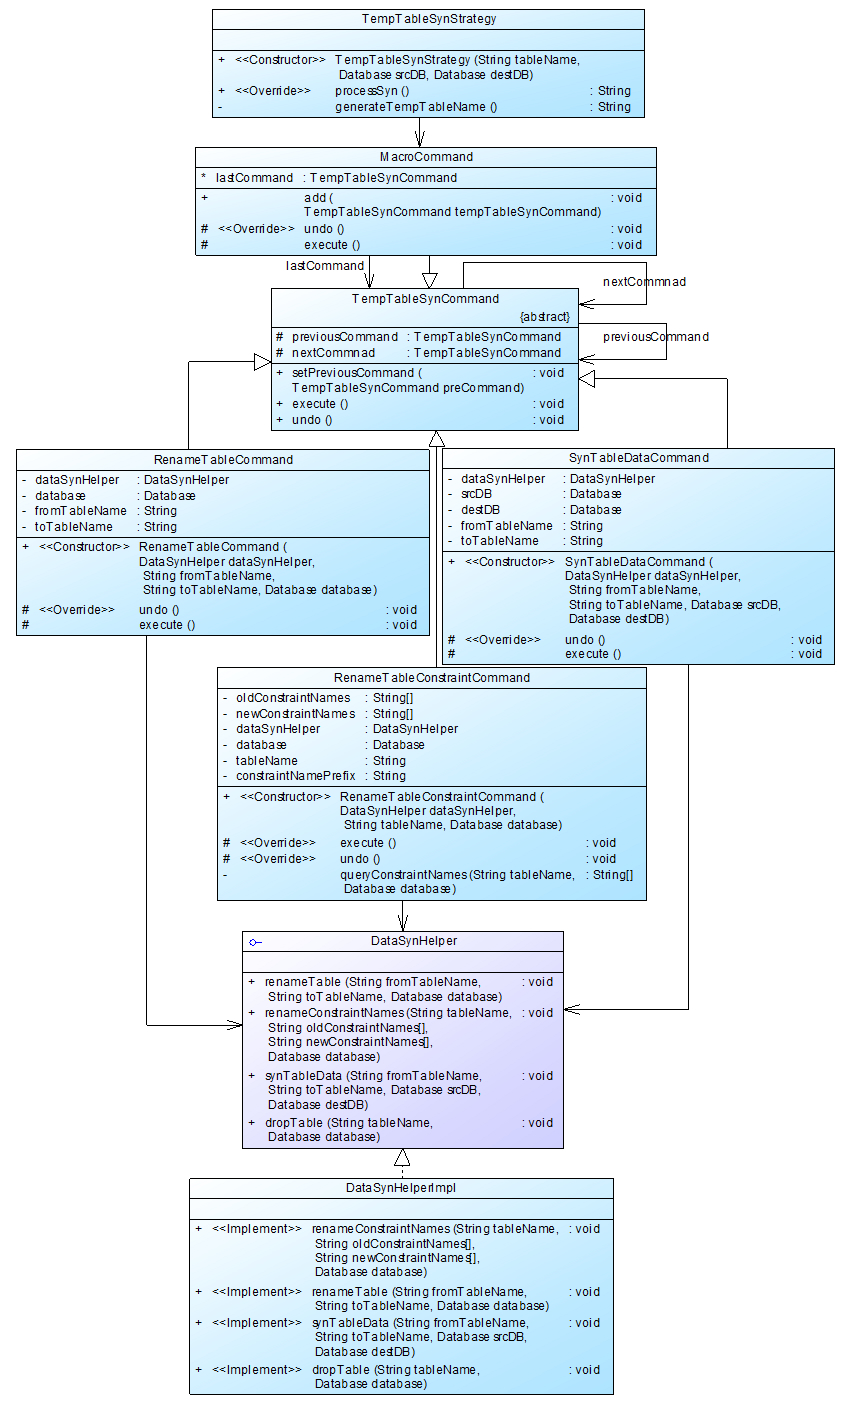 TempTableSynStrategy
+ <<Constructor>> TempTableSynStrategy (String tableName,
Database srcDB, Database destDB)
+ <<Override>> processSyn () : String
- generateTempTableName () : String
MacroCommand
* lastCommand : TempTableSynCommand
+ add ( : void
TempTableSynCommand tempTableSynCommand)
# <<Override>> undo () : void
# execute () : void
lastCommand
nextCommnad
TempTableSynCommand
{abstract}
# previousCommand : TempTableSynCommand
# nextCommnad : TempTableSynCommand
previousCommand
+ setPreviousCommand ( : void
TempTableSynCommand preCommand)
+ execute () : void
+ undo () : void
RenameTableCommand
- dataSynHelper : DataSynHelper
- database : Database
- fromTableName : String
- toTableName : String
+ <<Constructor>> RenameTableCommand (
DataSynHelper dataSynHelper,
String fromTableName,
String toTableName, Database database)
# <<Override>> undo () : void
# execute () : void
SynTableDataCommand
- dataSynHelper : DataSynHelper
- srcDB : Database
- destDB : Database
- fromTableName : String
- toTableName : String
+ <<Constructor>> SynTableDataCommand (
DataSynHelper dataSynHelper,
String fromTableName,
String toTableName, Database srcDB,
Database destDB)
# <<Override>> undo () : void
# execute () : void
RenameTableConstraintCommand
- oldConstraintNames : String[]
- newConstraintNames : String[]
- dataSynHelper : DataSynHelper
- database : Database
- tableName : String
- constraintNamePrefix : String
+ <<Constructor>> RenameTableConstraintCommand (
DataSynHelper dataSynHelper,
String tableName, Database database)
# <<Override>> execute () : void
# <<Override>> undo () : void
- queryConstraintNames (String tableName, : String[]
Database database)
DataSynHelper
+ renameTable (String fromTableName, : void
String toTableName, Database database)
+ renameConstraintNames (String tableName, : void
String oldConstraintNames[],
String newConstraintNames[],
Database database)
+ synTableData (String fromTableName, : void
String toTableName, Database srcDB,
Database destDB)
+ dropTable (String tableName, : void
Database database)
DataSynHelperImpl
+ <<Implement>> renameConstraintNames (String tableName, : void
String oldConstraintNames[],
String newConstraintNames[],
Database database)
+ <<Implement>> renameTable (String fromTableName, : void
String toTableName, Database database)
+ <<Implement>> synTableData (String fromTableName, : void
String toTableName, Database srcDB,
Database destDB)
+ <<Implement>> dropTable (String tableName, : void
Database database)